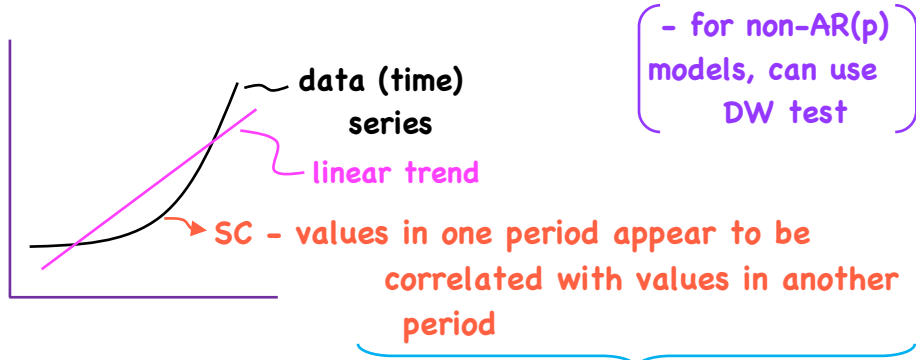 - for non-AR(p)
models, can use
DW test
data (time)
series
linear trend
SC - values in one period appear to be
correlated with values in another
period